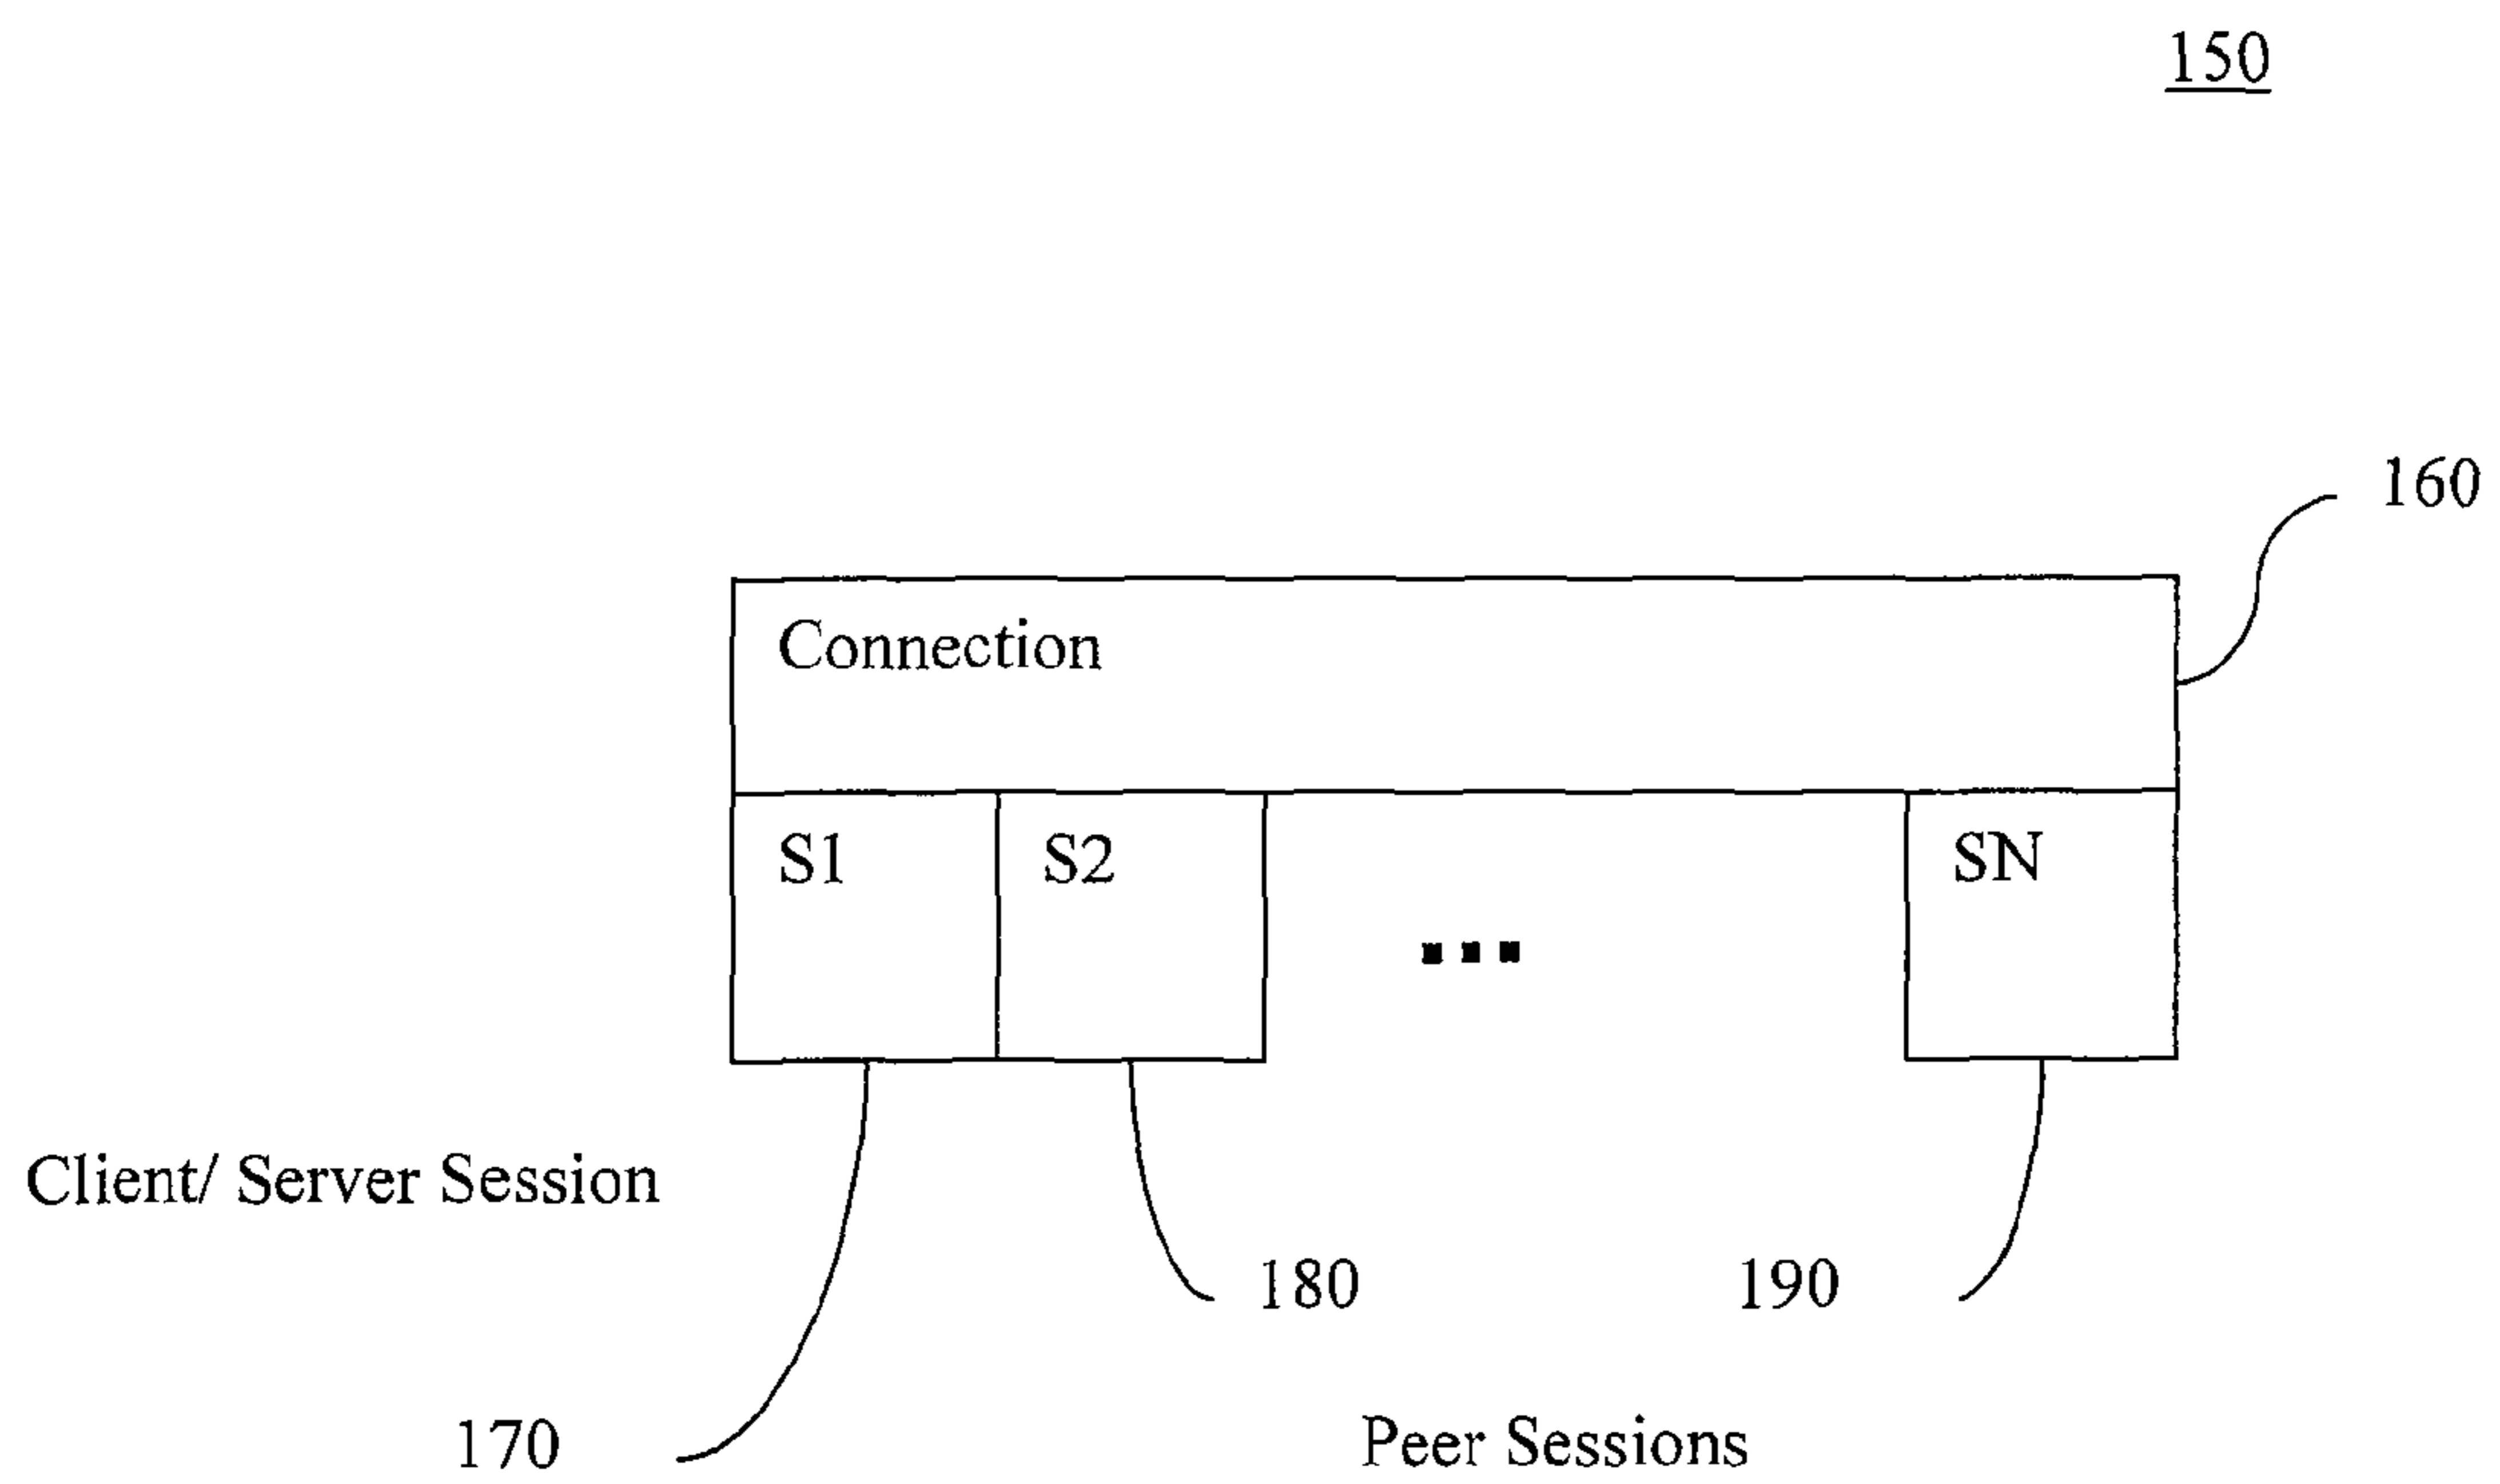 150
160
Connection
S1
S2
SN
Client/ Server Session
180
190
170
Peer Sessions